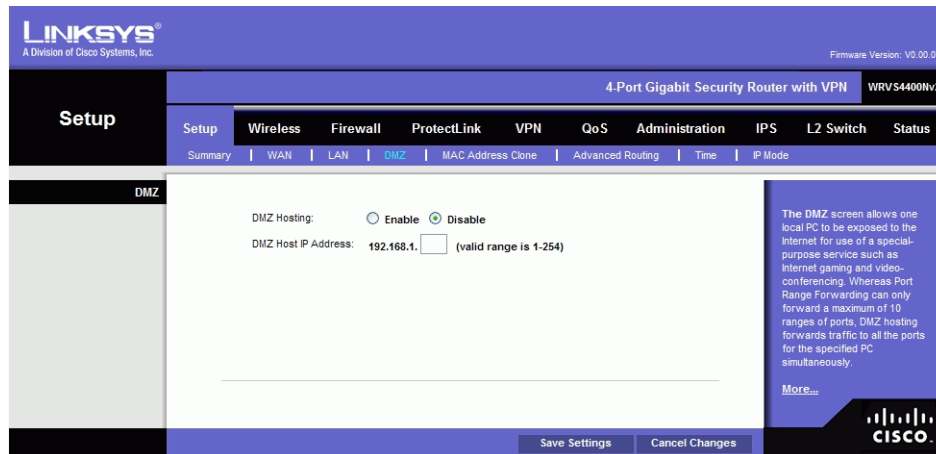 LINKSYS®
A Division of Cisco Systems, Inc.
Firmware Version: V0.00.0
4-Port Gigabit Security Router with VPN
WRVS4400Nv
Setup
Setup Wireless Firewall ProtectLink VPN QoS Administration IPS L2 Switch Status
Summary | WAN | LAN | DMZ | MAC Address Clone | Advanced Routing | Time | IP Mode
DMZ
DMZ Hosting: Enable Disable
DMZ Host IP Address: 192.168.1. (valid range is 1-254)
The DMZ screen allows one
local PC to be exposed to the
Internet for use of a special-
purpose service such as
Internet gaming and video-
conferencing. Whereas Port
Range Forwarding can only
forward a maximum of 10
ranges of ports, DMZ hosting
forwards traffic to all the ports
for the specified PC
simultaneously.
More...
Save Settings Cancel Changes
CISCO.